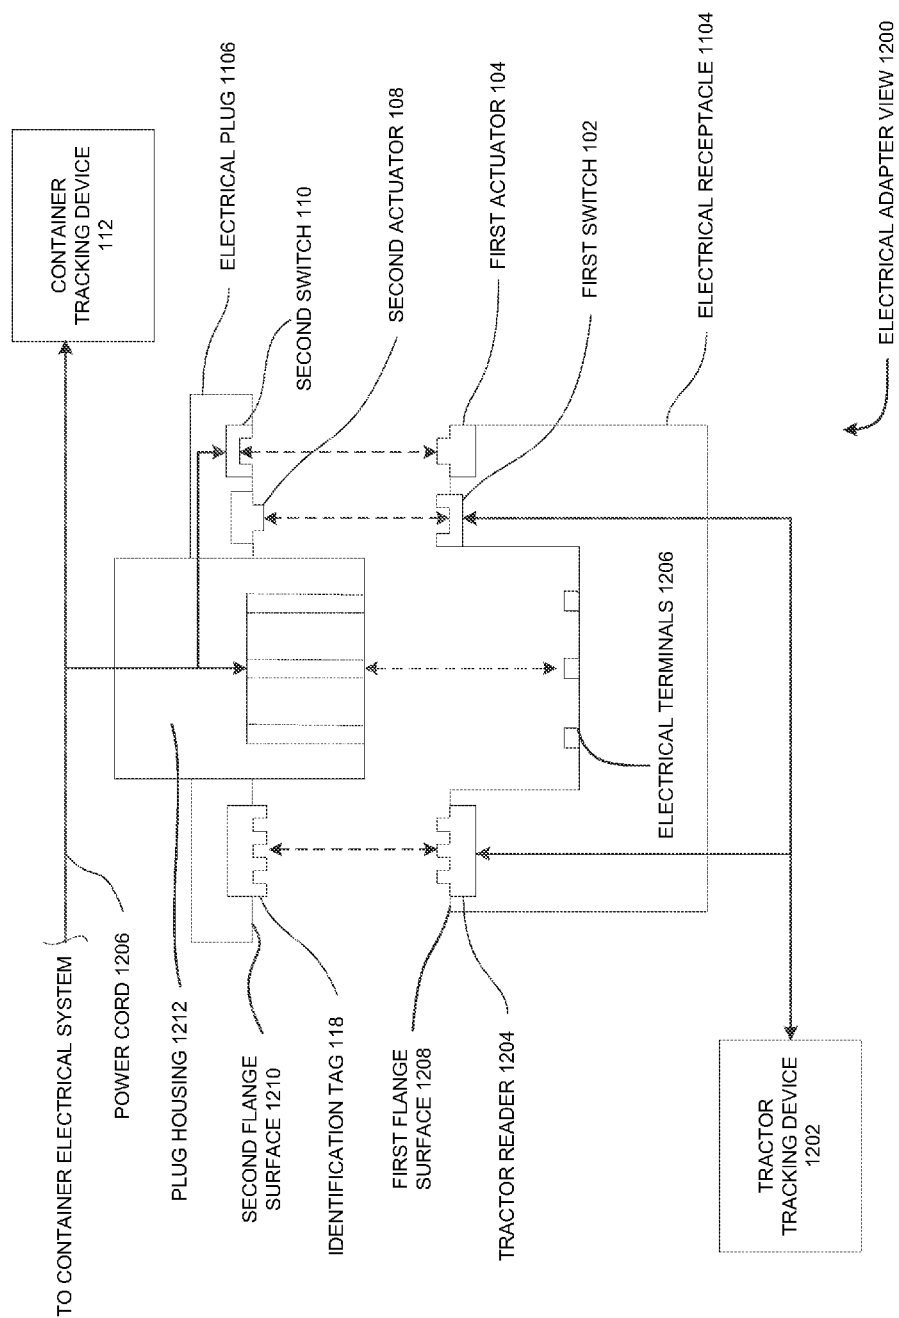 TO CONTAINER ELECTRICAL SYSTEM
POWER CORD 1206
PLUG HOUSING 1212
SECOND FLANGE
SURFACE 1210
IDENTIFICATION TAG 118
FIRST FLANGE
SURFACE 1208
TRACTOR READER 1204
TRACTOR
TRACKING DEVICE
1202
ELECTRICAL TERMINALS 1206
CONTAINER
TRACKING DEVICE
112
ELECTRICAL PLUG 1106
SECOND SWITCH 110
SECOND ACTUATOR 108
FIRST ACTUATOR 104
FIRST SWITCH 102
ELECTRICAL RECEPTACLE 1104
ELECTRICAL ADAPTER VIEW 1200